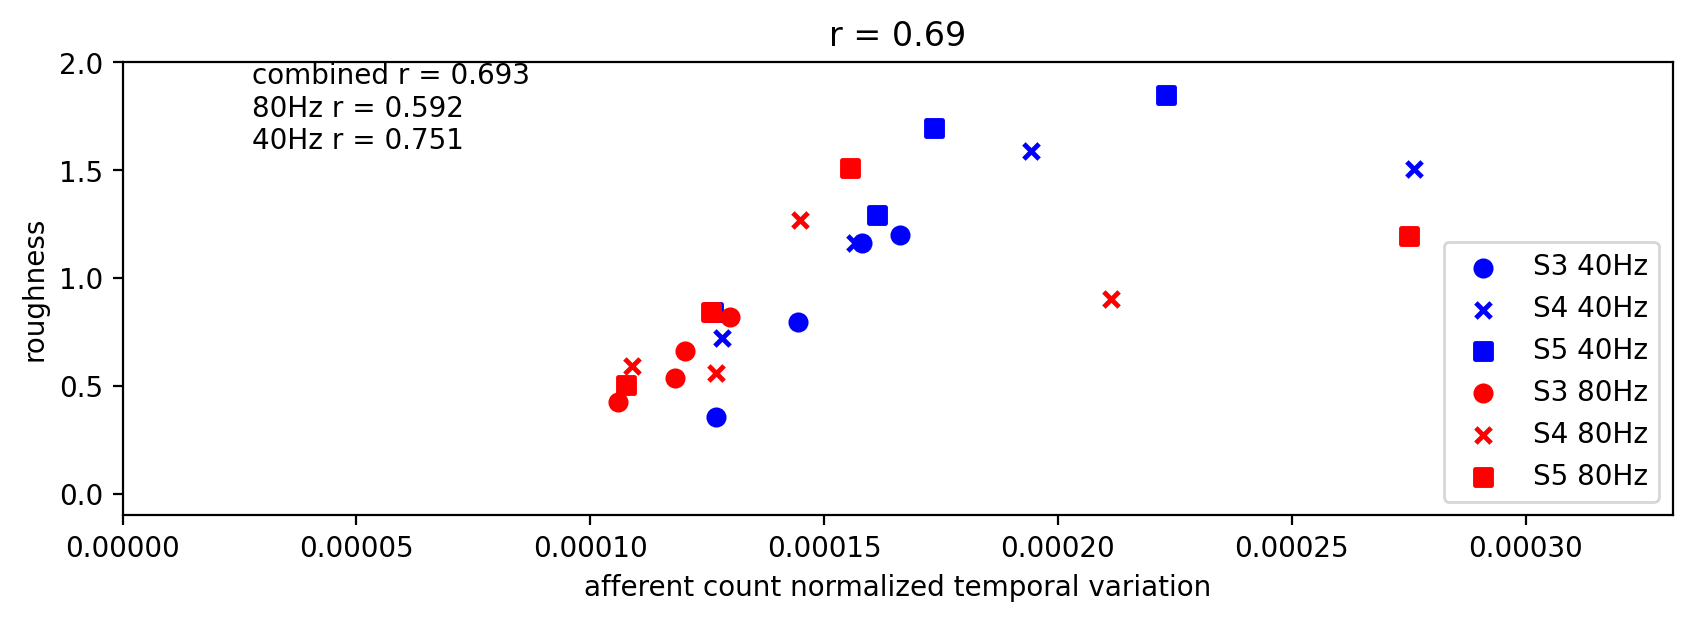 r = 0.69
combined r = 0.693
80Hz r = 0.592
40Hz r = 0.751
roughness
2.0
1.5
1.0
0.5
0.0
S3 40Hz
S4 40Hz
S5 40Hz
S3 80Hz
S4 80Hz
S5 80Hz
0.00000 0.00005 0.00010 0.00015 0.00020 0.00025 0.00030
afferent count normalized temporal variation